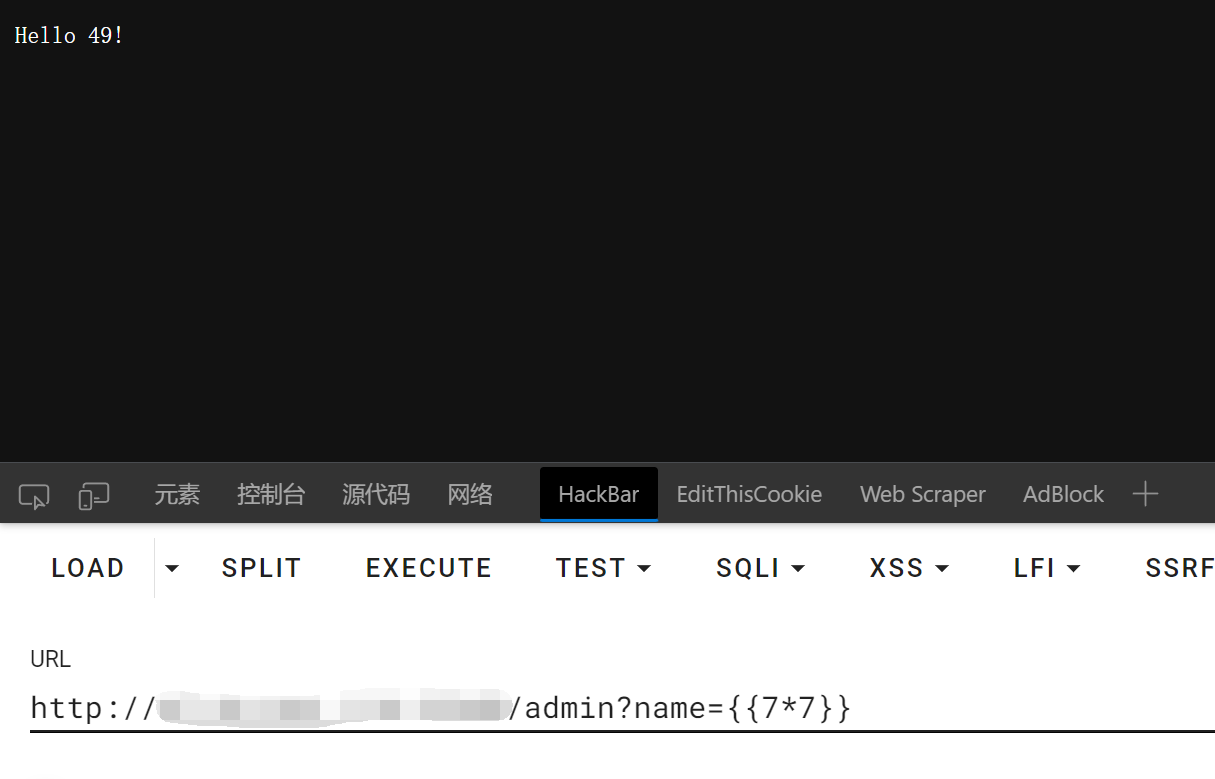 Hello 49!
元素 控制台 源代码 网络 HackBar EditThisCookie Web Scraper AdBlock
LOAD SPLIT EXECUTE TEST SQLI XSS LFI SSRF
URL
http:///admin?name={{7*7}}